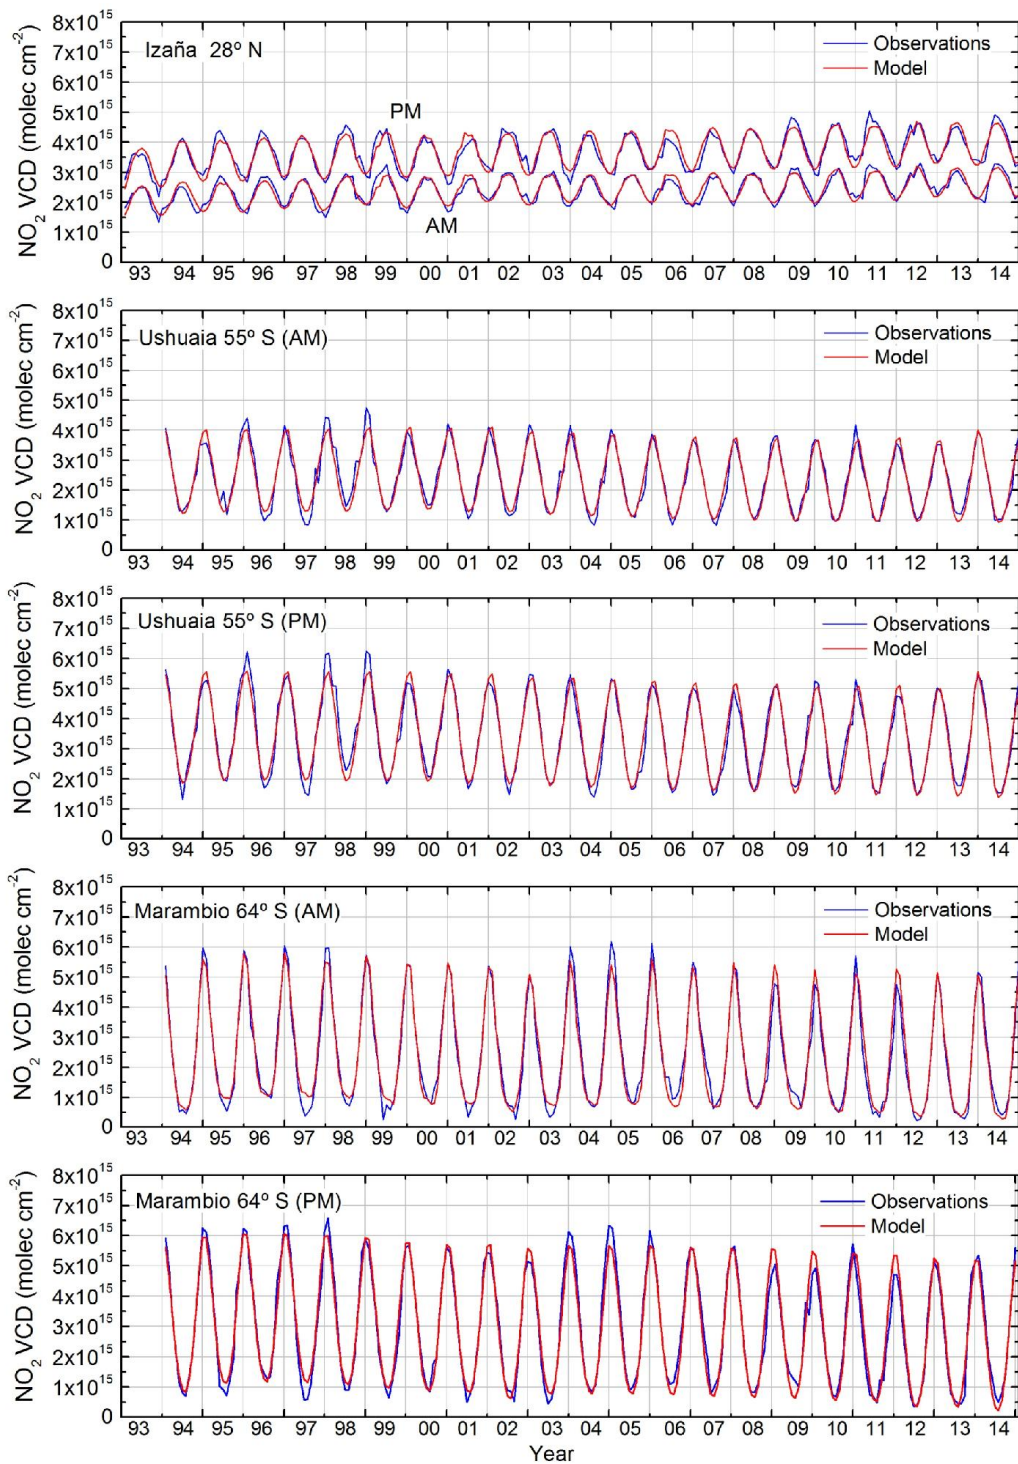 Izaña 28º N
Observations
Model
PM
AM
NO₂ VCD (molec cm⁻²)
8x10¹⁵
7x10¹⁵
6x10¹⁵
5x10¹⁵
4x10¹⁵
3x10¹⁵
2x10¹⁵
1x10¹⁵
0
93 94 95 96 97 98 99 00 01 02 03 04 05 06 07 08 09 10 11 12 13 14
Ushuaia 55º S (AM)
Observations
Model
NO₂ VCD (molec cm⁻²)
8x10¹⁵
7x10¹⁵
6x10¹⁵
5x10¹⁵
4x10¹⁵
3x10¹⁵
2x10¹⁵
1x10¹⁵
0
93 94 95 96 97 98 99 00 01 02 03 04 05 06 07 08 09 10 11 12 13 14
Ushuaia 55º S (PM)
Observations
Model
NO₂ VCD (molec cm⁻²)
8x10¹⁵
7x10¹⁵
6x10¹⁵
5x10¹⁵
4x10¹⁵
3x10¹⁵
2x10¹⁵
1x10¹⁵
0
93 94 95 96 97 98 99 00 01 02 03 04 05 06 07 08 09 10 11 12 13 14
Marambio 64º S (AM)
Observations
Model
NO₂ VCD (molec cm⁻²)
8x10¹⁵
7x10¹⁵
6x10¹⁵
5x10¹⁵
4x10¹⁵
3x10¹⁵
2x10¹⁵
1x10¹⁵
0
93 94 95 96 97 98 99 00 01 02 03 04 05 06 07 08 09 10 11 12 13 14
Marambio 64º S (PM)
Observations
Model
NO₂ VCD (molec cm⁻²)
8x10¹⁵
7x10¹⁵
6x10¹⁵
5x10¹⁵
4x10¹⁵
3x10¹⁵
2x10¹⁵
1x10¹⁵
0
93 94 95 96 97 98 99 00 01 02 03 04 05 06 07 08 09 10 11 12 13 14
Year